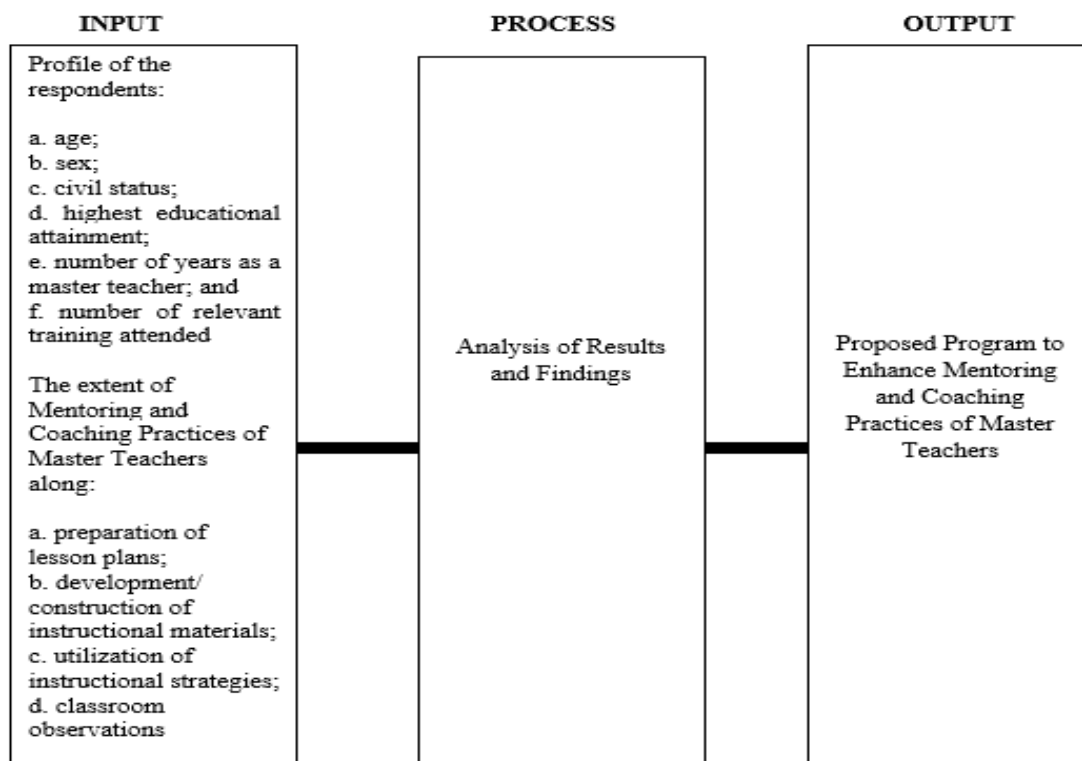 INPUT
Profile of the
respondents:
a. age;
b. sex;
c. civil status;
d. highest educational
attainment;
e. number of years as a
master teacher; and
f. number of relevant
training attended
The extent of
Mentoring and
Coaching Practices of
Master Teachers
along:
a. preparation of
lesson plans;
b. development/
construction of
instructional materials;
c. utilization of
instructional strategies;
d. classroom
observations
PROCESS
Analysis of Results
and Findings
OUTPUT
Proposed Program to
Enhance Mentoring
and Coaching
Practices of Master
Teachers